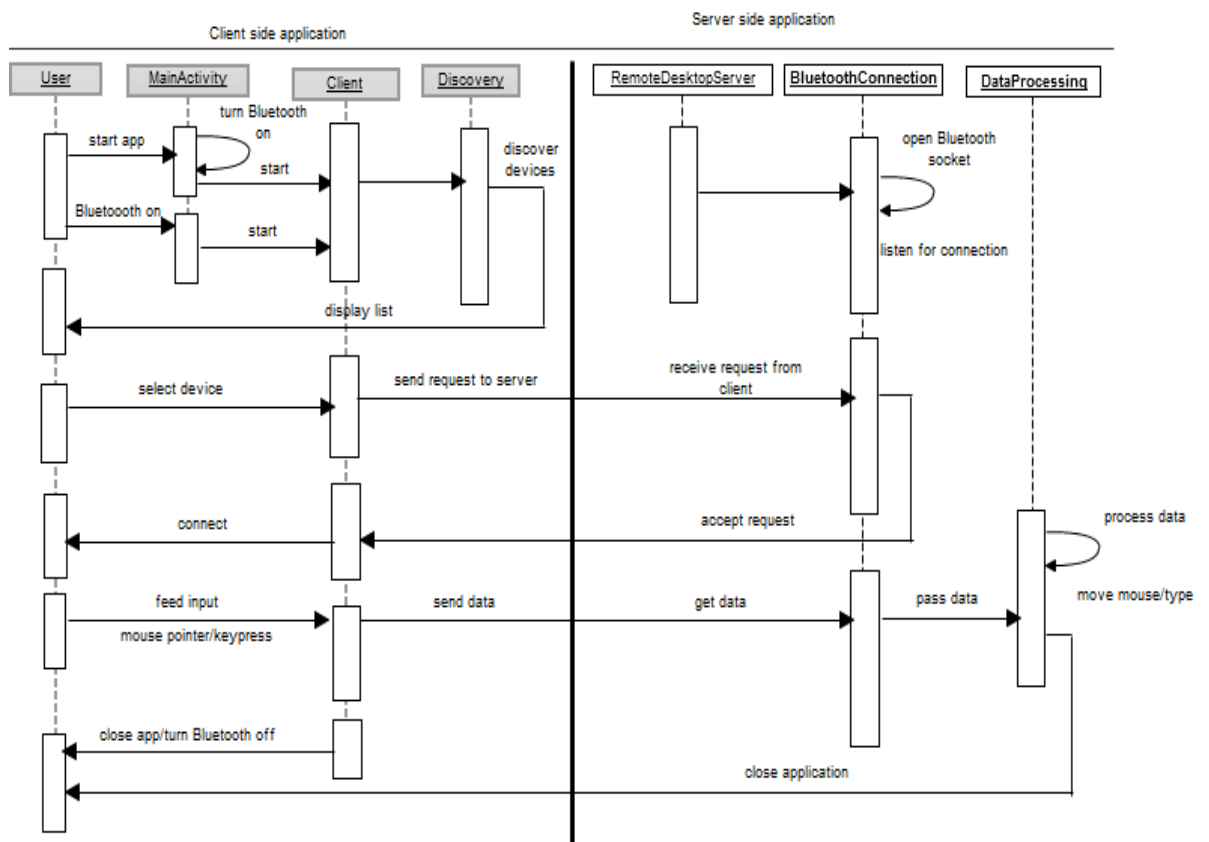 Client side application
Server side application
User
MainActivity
Client
Discovery
RemoteDesktopServer
BluetoothConnection
DataProcessing
turn Bluetooth
on
start app
start
discover
devices
open Bluetooth
socket
Bluetoooth on
start
listen for connection
display list
select device
send request to server
receive request from
client
connect
accept request
process data
feed input
send data
get data
pass data
move mouse/type
mouse pointer/keypress
close app/turn Bluetooth off
close application